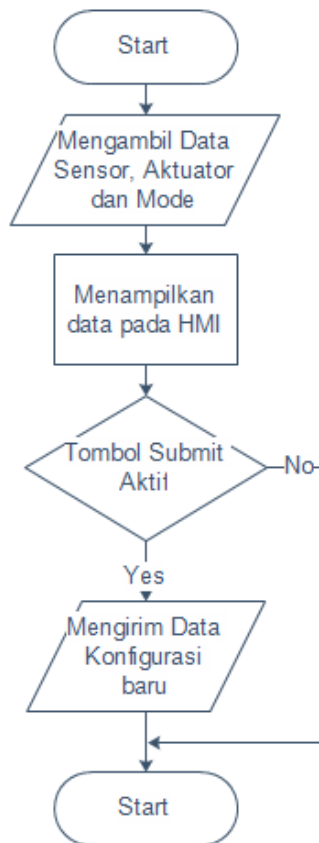 Start
Mengambil Data
Sensor, Aktuator
dan Mode
Menampilkan
data pada HMI
Tombol Submit
Aktif
No
Yes
Mengirim Data
Konfigurasi
baru
Start